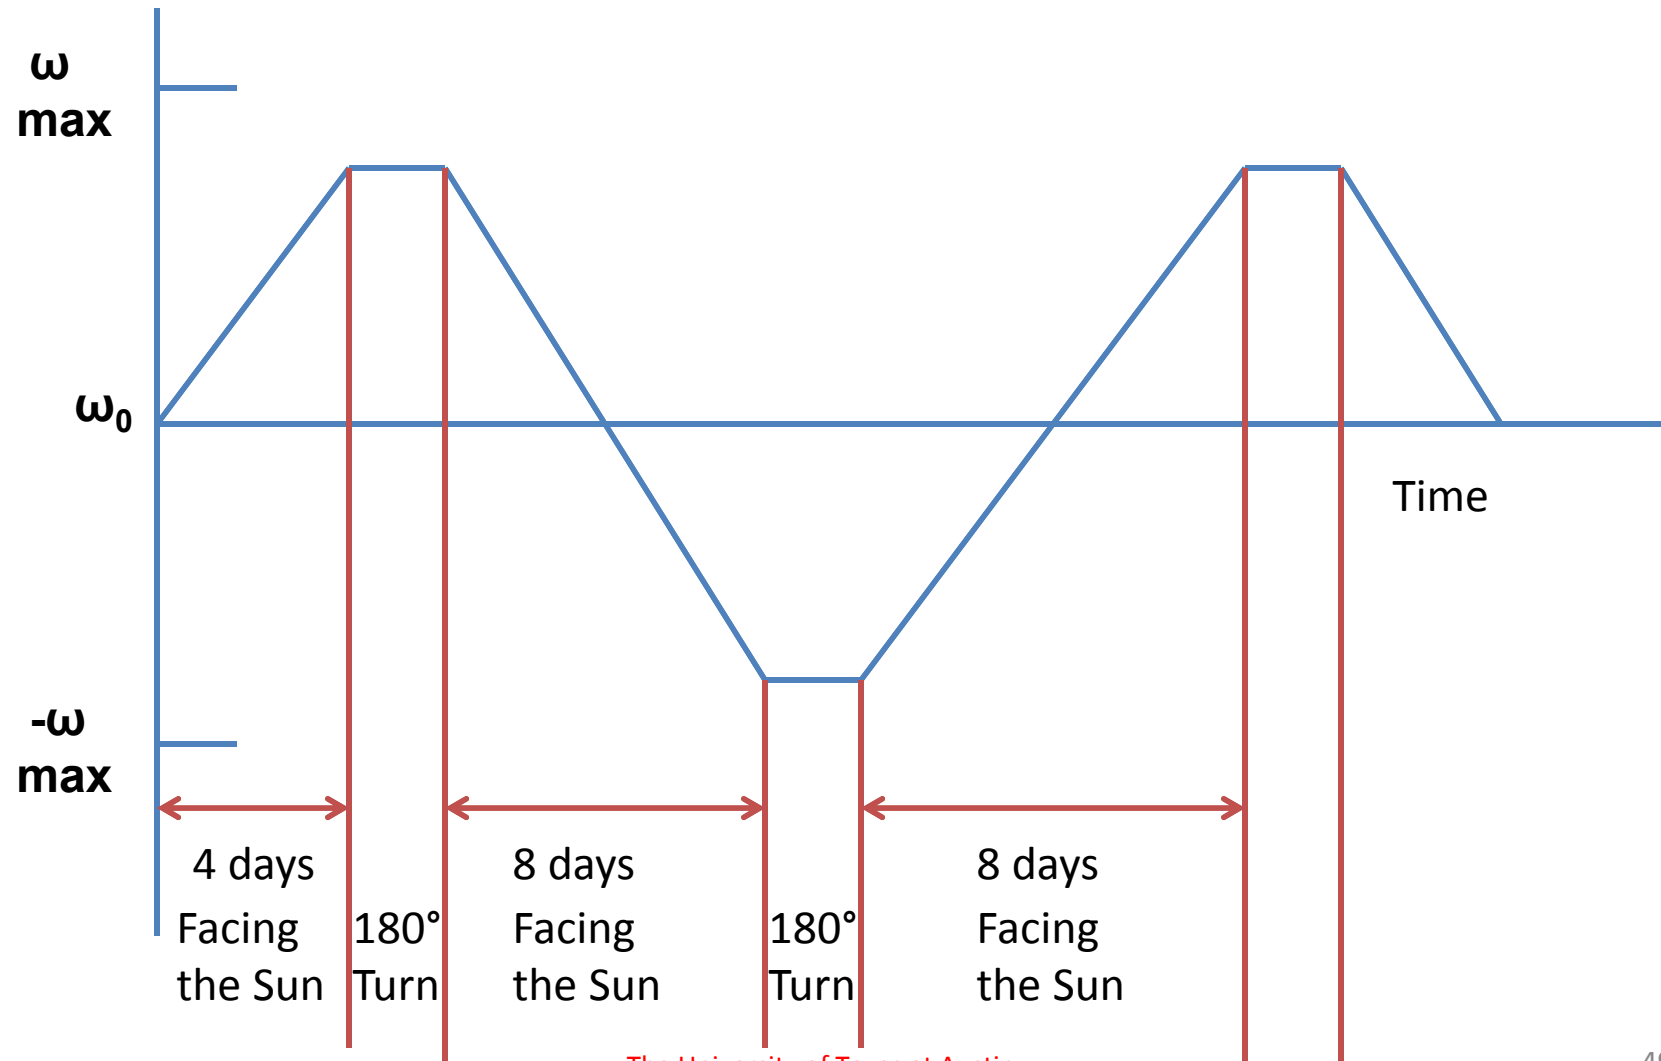 ω
max
ω₀
Time
-ω
max
4 days
Facing
the Sun
180°
Turn
8 days
Facing
the Sun
180°
Turn
8 days
Facing
the Sun